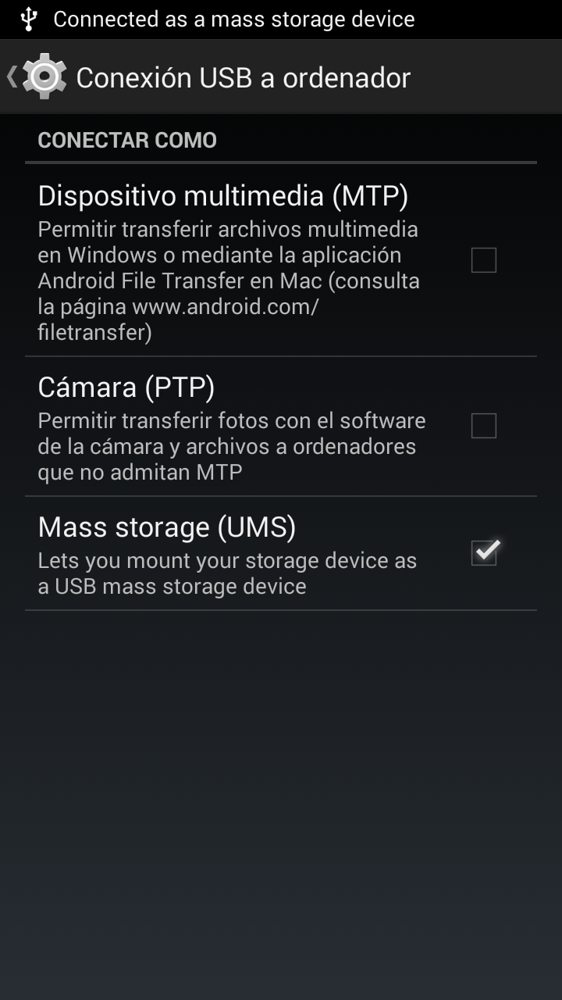 Connected as a mass storage device
Conexión USB a ordenador
CONECTAR COMO
Dispositivo multimedia (MTP)
Permitir transferir archivos multimedia
en Windows o mediante la aplicación
Android File Transfer en Mac (consulta
la página www.android.com/
filetransfer)
Cámara (PTP)
Permitir transferir fotos con el software
de la cámara y archivos a ordenadores
que no admitan MTP
Mass storage (UMS)
Lets you mount your storage device as
a USB mass storage device